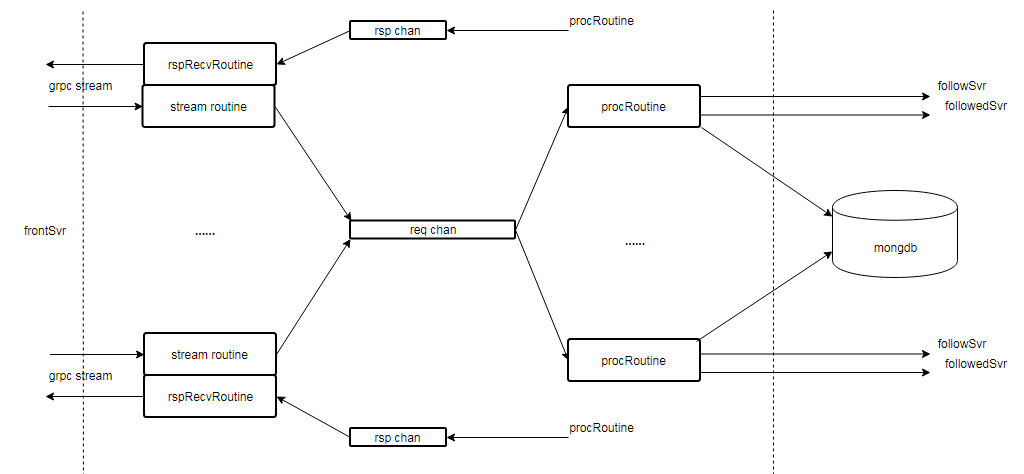 procRoutine
rsp chan
rspRecvRoutine
grpc stream
stream routine
procRoutine
followSvr
followedSvr
frontSvr
......
req chan
......
mongdb
stream routine
grpc stream
rspRecvRoutine
procRoutine
followSvr
followedSvr
rsp chan
procRoutine